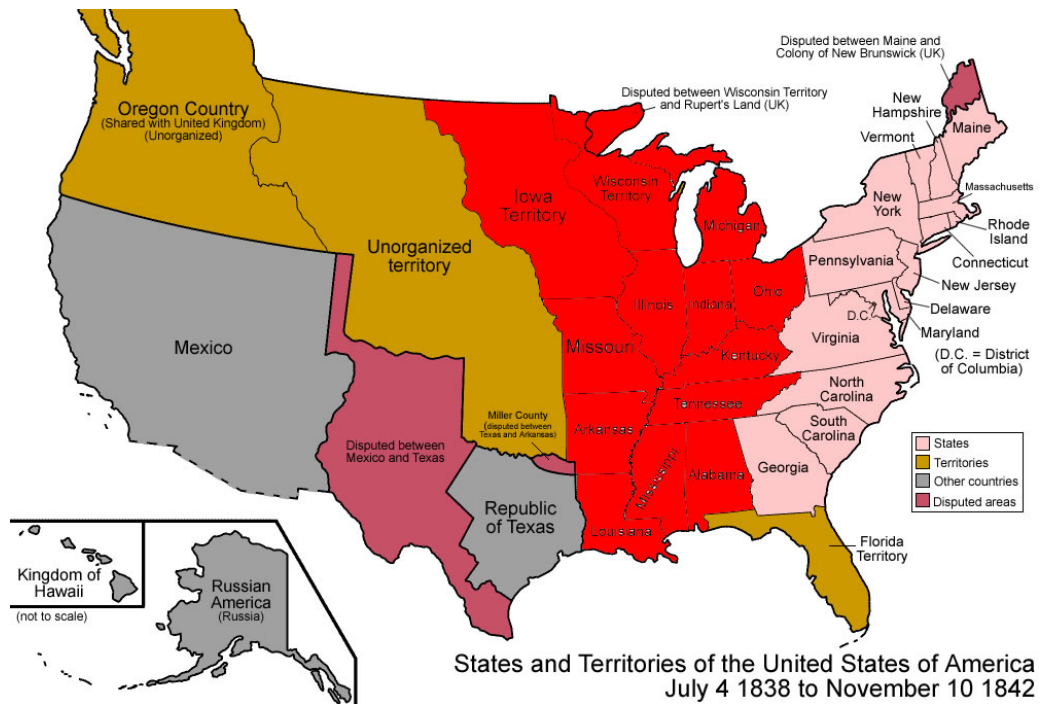 Disputed between Maine and
Colony of New Brunswick (UK)
Disputed between Wisconsin Territory
and Rupert's Land (UK)
Oregon Country
(Shared with United Kingdom)
(Unorganized)
New
Hampshire
Vermont
Maine
Massachusetts
New
York
Rhode
Island
Connecticut
Iowa
Territory
Wisconsin
Territory
Michigan
Unorganized
territory
Pennsylvania
New Jersey
Mexico
Illinois
Indiana
Ohio
D.C.
Delaware
Maryland
(D.C. = District
of Columbia)
Missouri
Kentucky
Virginia
Tennessee
North
Carolina
South
Carolina
Miller County
(disputed between
Texas and Arkansas)
Arkansas
Disputed between
Mexico and Texas
Mississippi
Alabama
Georgia
States
Territories
Other countries
Disputed areas
Republic
of Texas
Louisiana
Florida
Territory
Kingdom of
Hawaii
(not to scale)
Russian
America
(Russia)
States and Territories of the United States of America
July 4 1838 to November 10 1842